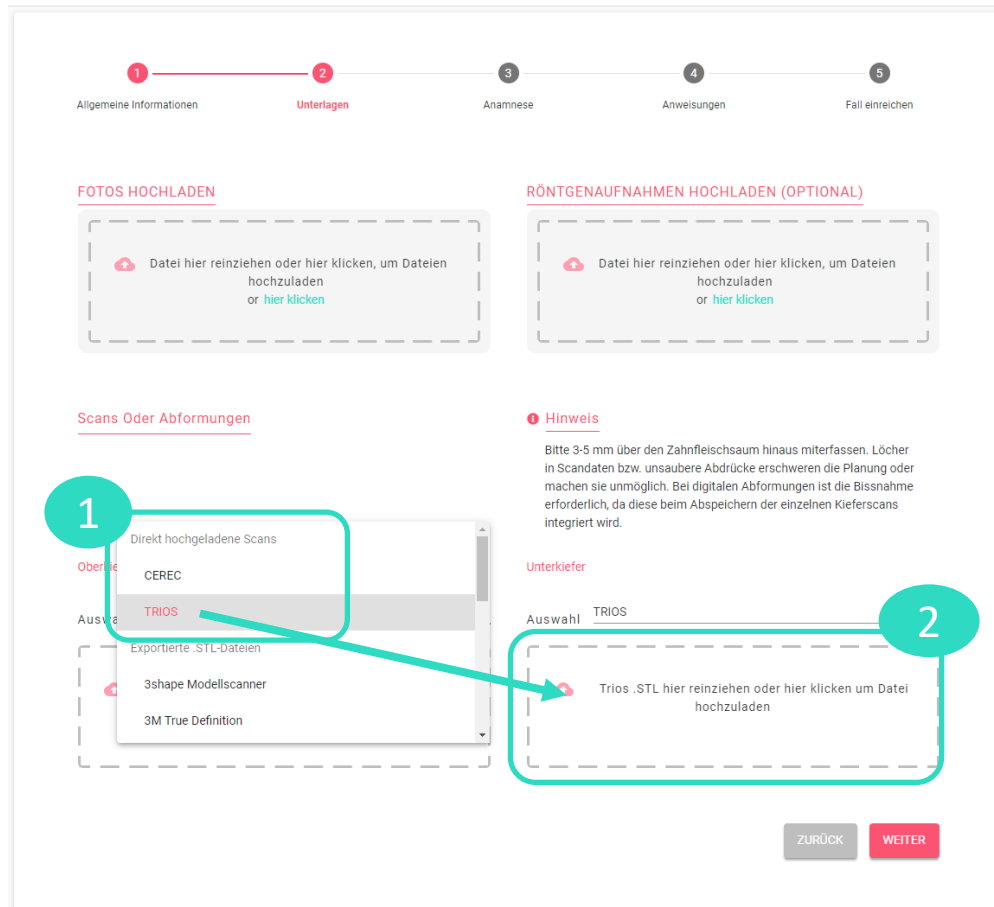 1
2
3
4
5
Allgemeine Informationen
Unterlagen
Anamnese
Anweisungen
Fall einreichen
FOTOS HOCHLADEN
Datei hier reinziehen oder hier klicken, um Dateien
hochzuladen
or hier klicken
RÖNTGENAUFNAHMEN HOCHLADEN (OPTIONAL)
Datei hier reinziehen oder hier klicken, um Dateien
hochzuladen
or hier klicken
Scans Oder Abformungen
Hinweis
Bitte 3-5 mm über den Zahnfleischsaum hinaus miterfassen. Löcher
in Scandaten bzw. unsaubere Abdrücke erschweren die Planung oder
machen sie unmöglich. Bei digitalen Abformungen ist die Bissnahme
erforderlich, da diese beim Abspeichern der einzelnen Kieferscans
integriert wird.
1
Direkt hochgeladene Scans
CEREC
TRIOS
Exportierte .STL-Dateien
3shape Modellscanner
3M True Definition
Unterkiefer
Auswahl TRIOS
2
Trios .STL hier reinziehen oder hier klicken um Datei
hochzuladen
ZURÜCK
WEITER